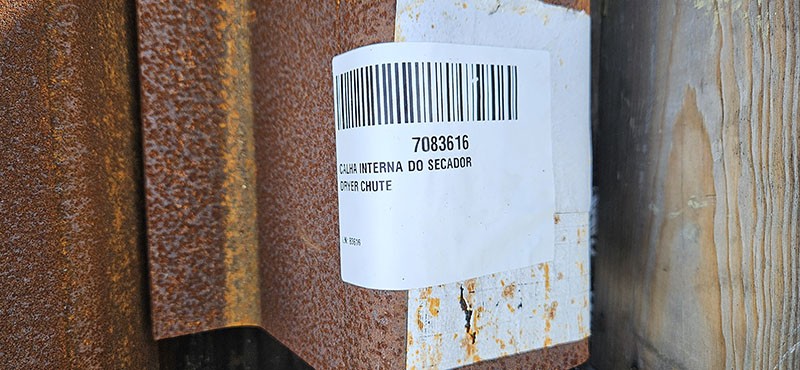 7083616
CALHA INTERNA DO SECADOR
DRYER CHUTE